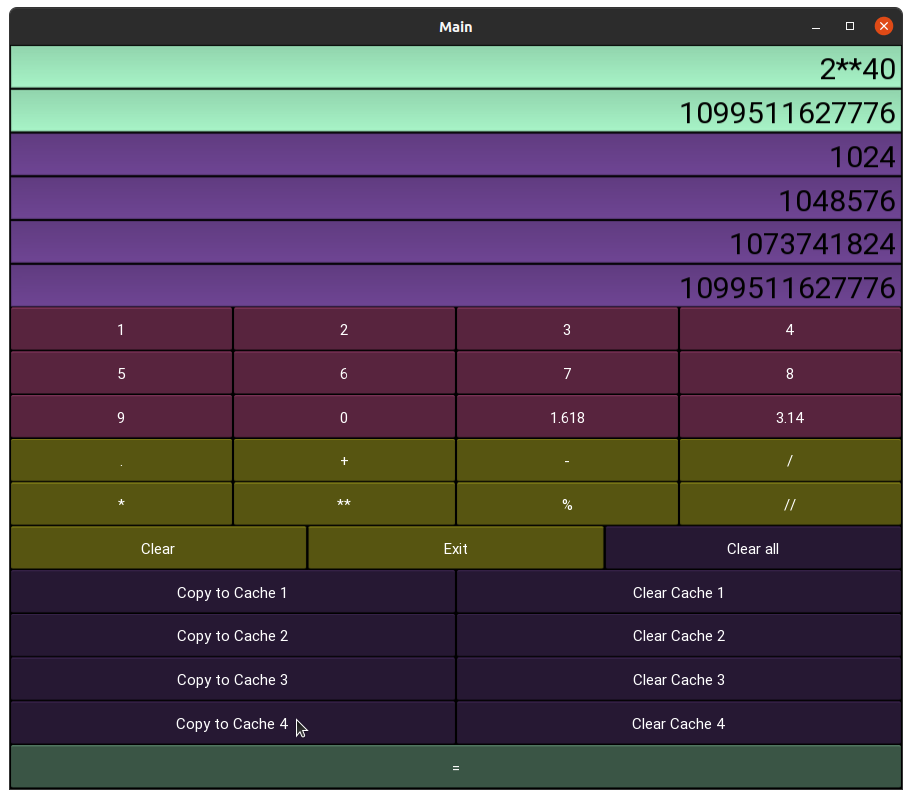 Main
2**40
1099511627776
1024
1048576
1073741824
1099511627776
1 2 3 4
5 6 7 8
9 0 1.618 3.14
. + - /
* ** % //
Clear Exit Clear all
Copy to Cache 1 Clear Cache 1
Copy to Cache 2 Clear Cache 2
Copy to Cache 3 Clear Cache 3
Copy to Cache 4 Clear Cache 4
=